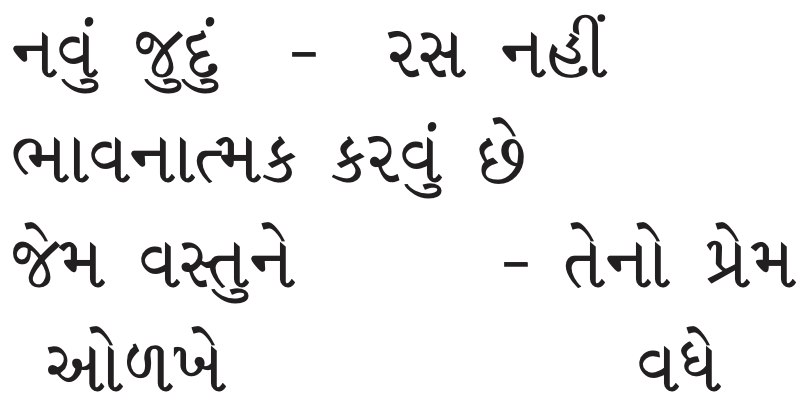 નવું જુદું - રસ નહીં
ભાવનાત્મક કરવું છે
જેમ વસ્તુને - તેનો પ્રેમ
ઓળખે વધે